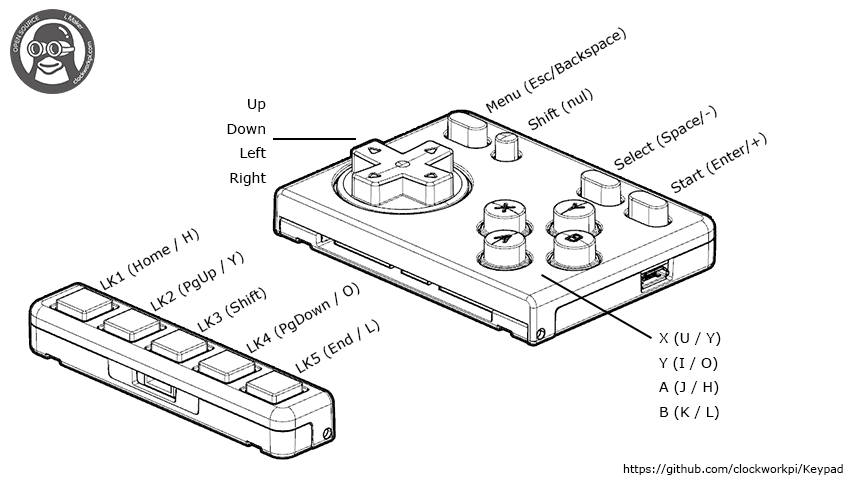 OPEN SOURCE
LMaker
clockworkpi.com
Up
Down
Left
Right
Menu (Esc/Backspace)
Shift (nul)
Select (Space/-)
Start (Enter/+)
X
Y
A
B
LK1 (Home / H)
LK2 (PgUp / Y)
LK3 (Shift)
LK4 (PgDown / O)
LK5 (End / L)
X (U / Y)
Y (I / O)
A (J / H)
B (K / L)
https://github.com/clockworkpi/Keypad